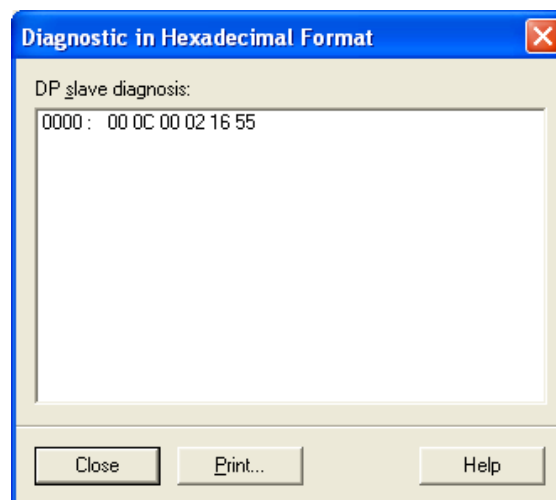 Diagnostic in Hexadecimal Format
DP slave diagnosis:
0000 : 00 0C 00 02 16 55
Close
Print...
Help